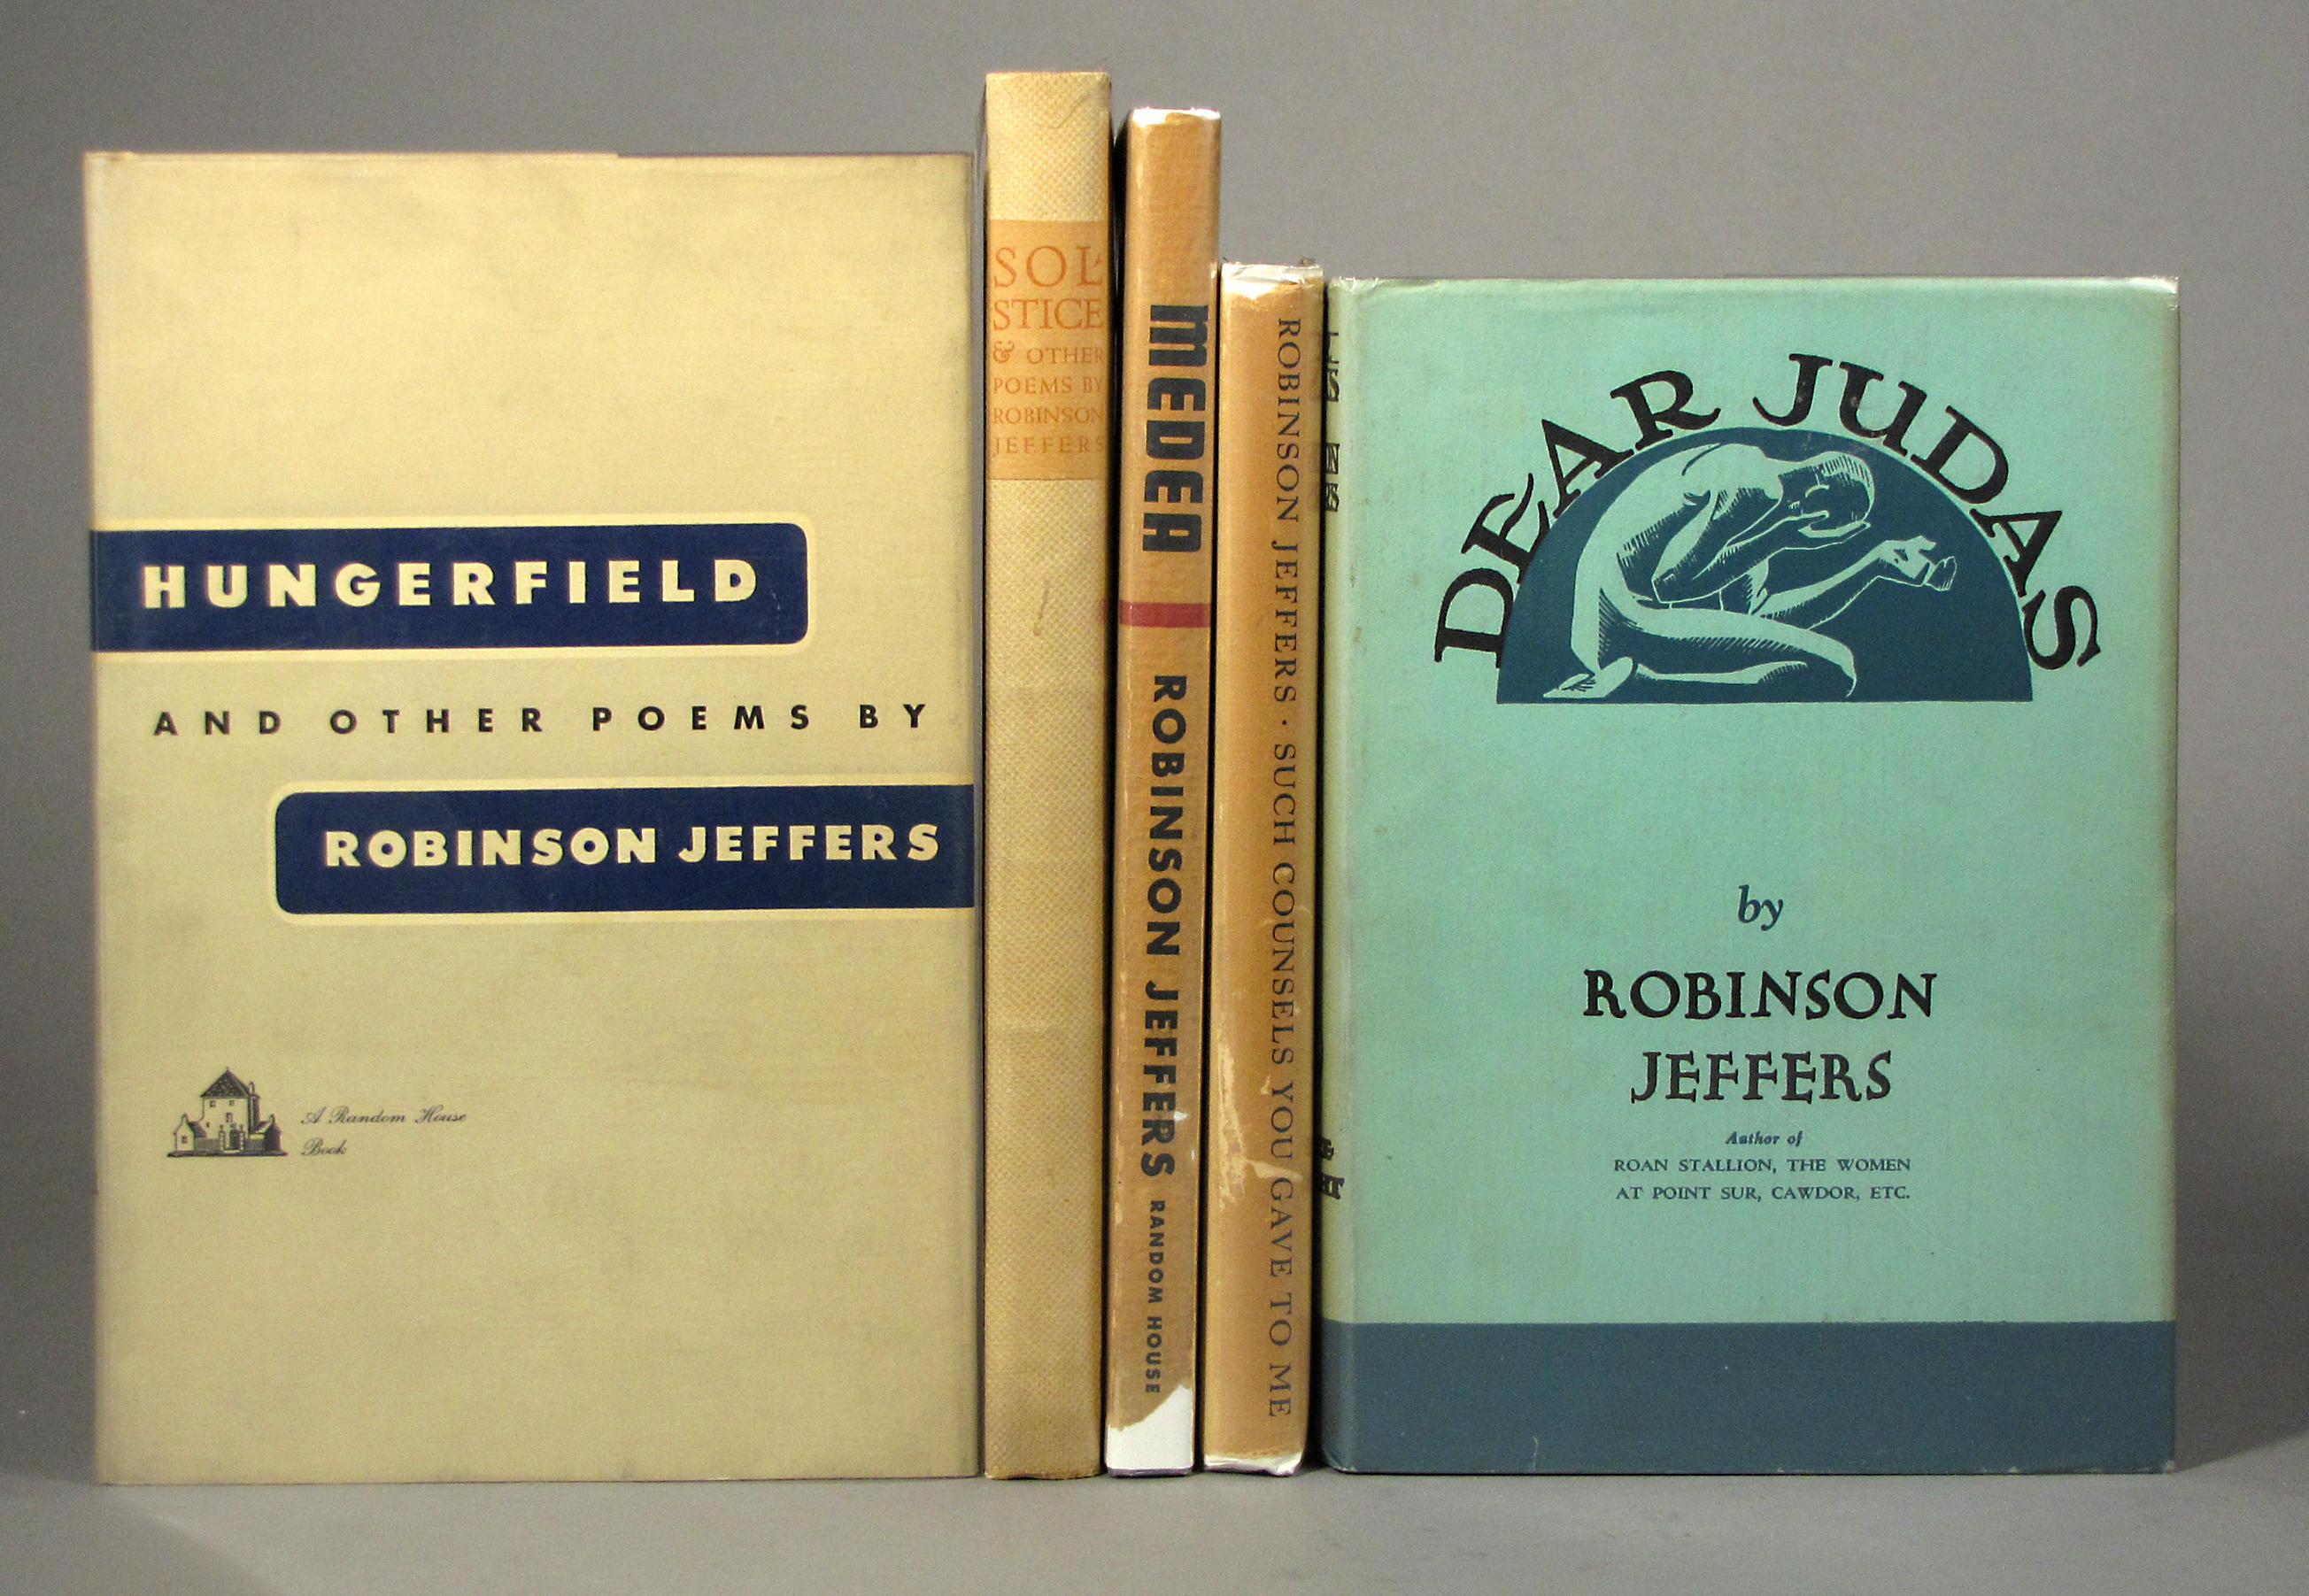 HUNGERFIELD
AND OTHER POEMS BY
ROBINSON JEFFERS
A Random House
Book
SOL
STICE
& OTHER
POEMS BY
ROBINSON
JEFFERS
MEDEA
ROBINSON JEFFERS
RANDOM HOUSE
ROBINSON JEFFERS · SUCH COUNSELS YOU GAVE TO ME
DEAR JUDAS
by
ROBINSON
JEFFERS
Author of
ROAN STALLION, THE WOMEN
AT POINT SUR, CAWDOR, ETC.